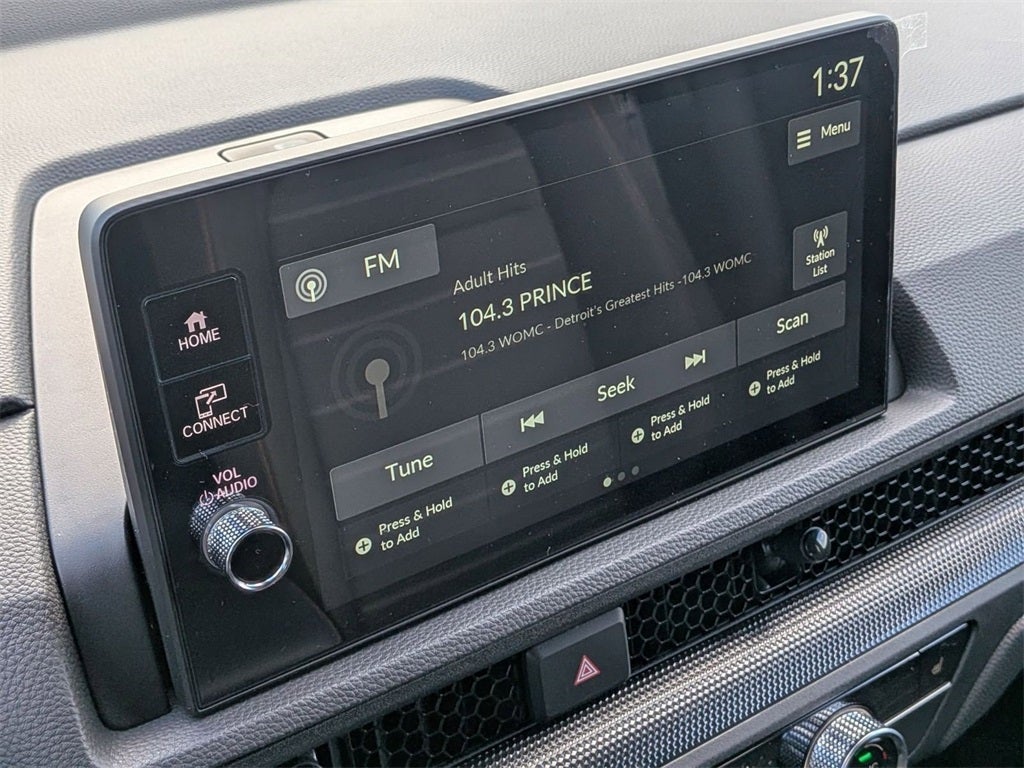 1:37
Menu
FM
Adult Hits
104.3 PRINCE
104.3 WOMC - Detroit's Greatest Hits -104.3 WOMC
Station
List
HOME
CONNECT
VOL
AUDIO
Tune
Seek
Scan
Press & Hold
to Add
Press & Hold
to Add
Press & Hold
to Add
Press & Hold
to Add